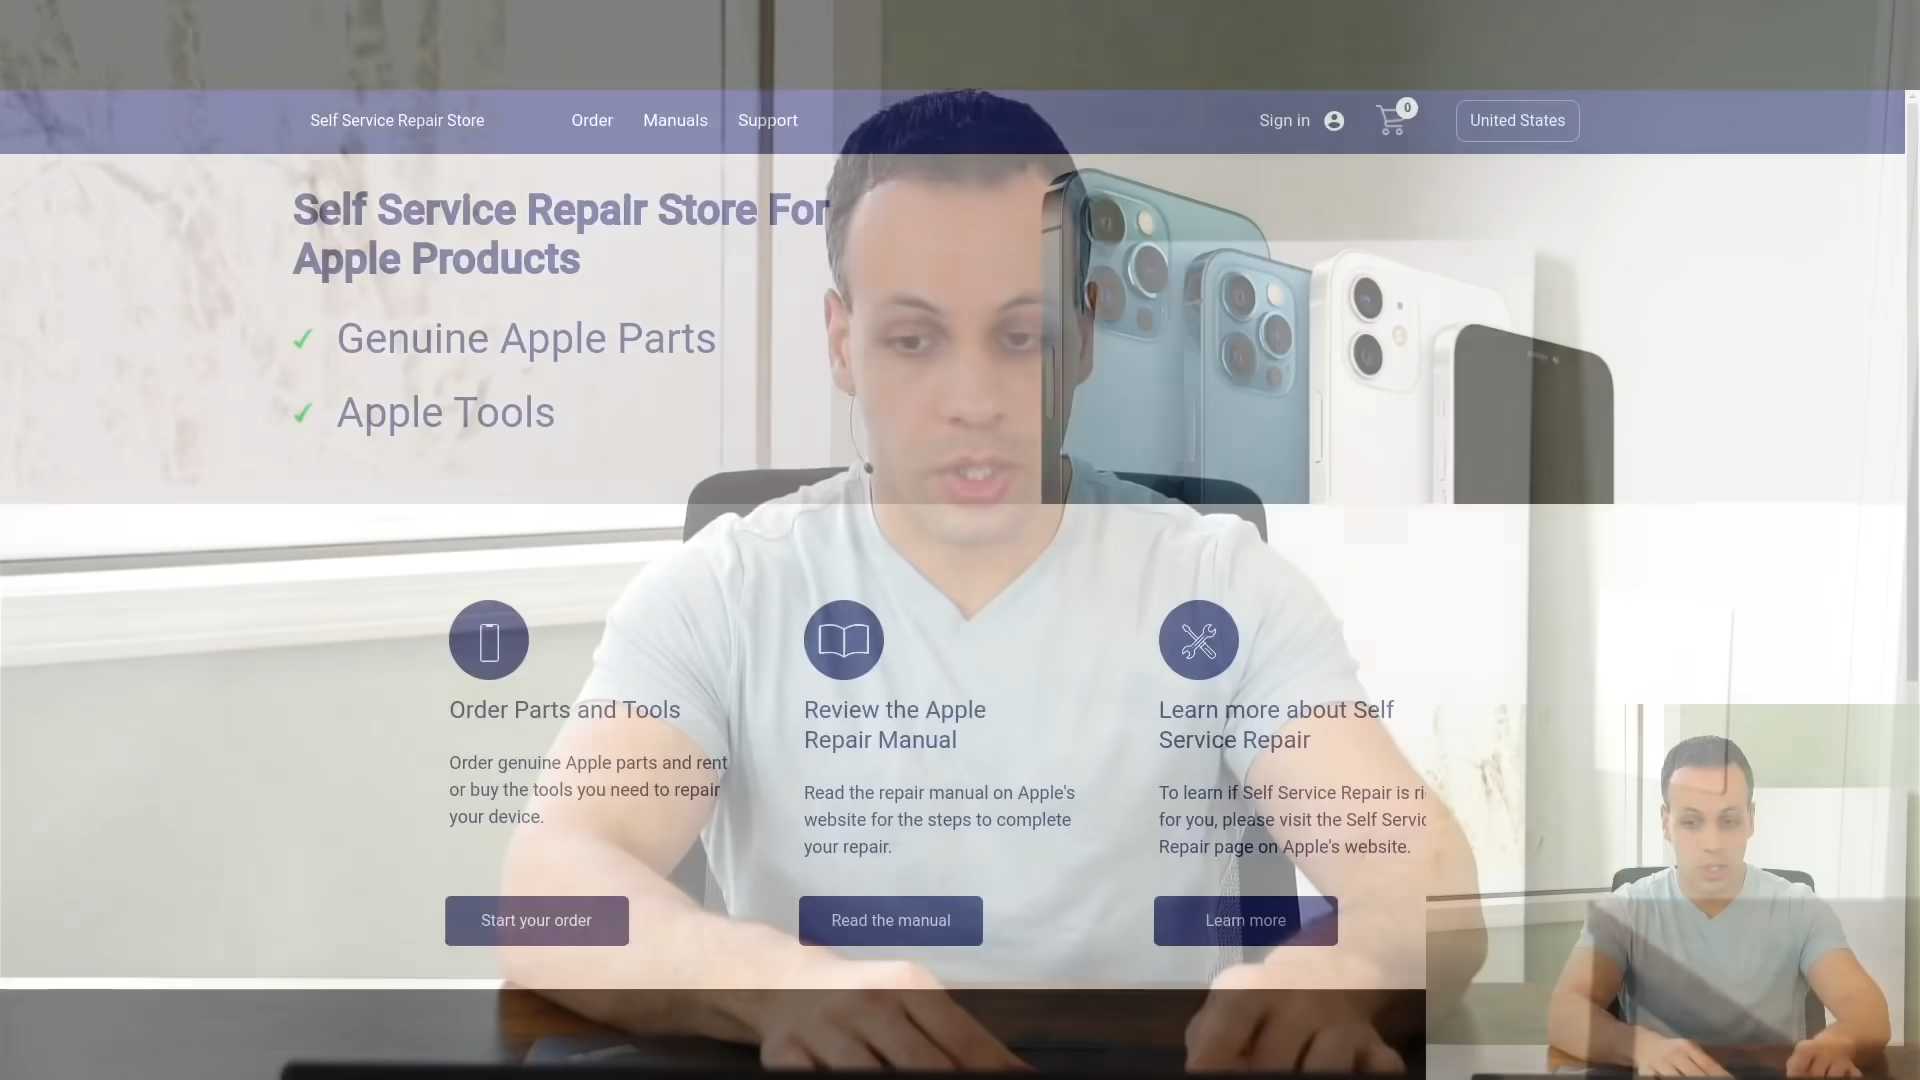 Self Service Repair Store
Order
Manuals
Support
Sign in
0
United States
Self Service Repair Store For
Apple Products
Genuine Apple Parts
Apple Tools
Order Parts and Tools
Order genuine Apple parts and rent
or buy the tools you need to repair
your device.
Start your order
Review the Apple
Repair Manual
Read the repair manual on Apple's
website for the steps to complete
your repair.
Read the manual
Learn more about Self
Service Repair
To learn if Self Service Repair is
for you, please visit the Self
Repair page on Apple's website.
Learn more